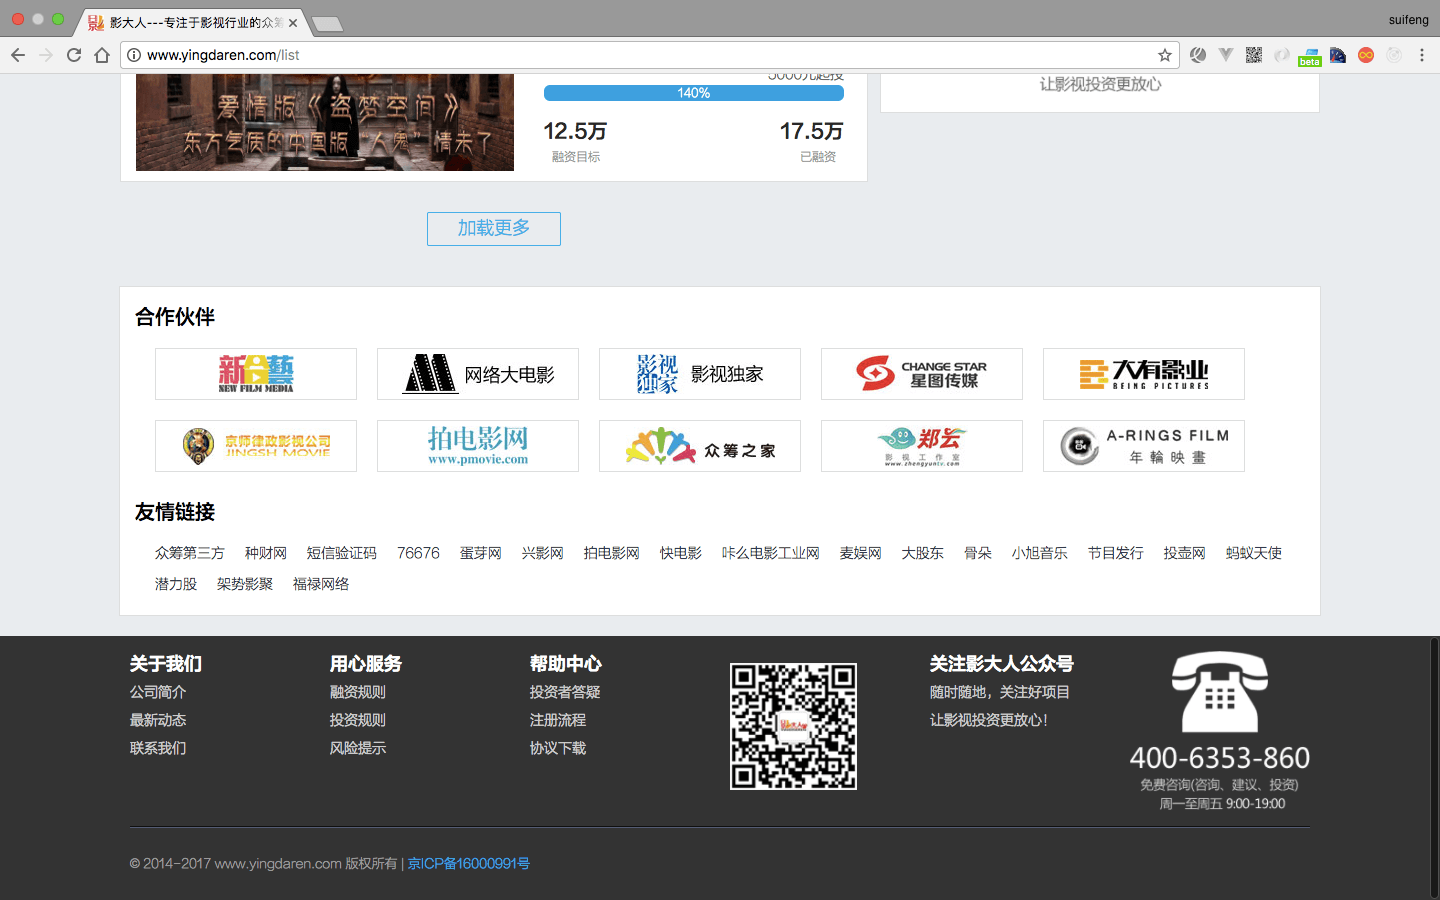 影大人---专注于影视行业的众筹
suifeng
www.yingdaren.com/list
beta
5000元起投
爱情版《盗梦空间》
东方气质的中国版“人鬼”情未了
140%
12.5万
17.5万
融资目标
已融资
让影视投资更放心
加载更多
合作伙伴
NEW FILM MEDIA
网络大电影
影视独家
影视独家
CHANGE STAR
星图传媒
大有影业
BEING PICTURES
京师律政影视公司
JINGSH MOVIE
拍电影网
www.pmovie.com
众筹之家
郑云
影视工作室
www.zhengyuntv.com
A-RINGS FILM
年輪映畫
友情链接
众筹第三方 种财网 短信验证码 76676 蛋芽网 兴影网 拍电影网 快电影 咔么电影工业网 麦娱网 大股东 骨朵 小旭音乐 节目发行 投壶网 蚂蚁天使
潜力股 架势影聚 福禄网络
关于我们
公司简介
最新动态
联系我们
用心服务
融资规则
投资规则
风险提示
帮助中心
投资者答疑
注册流程
协议下载
关注影大人公众号
随时随地，关注好项目
让影视投资更放心！
400-6353-860
免费咨询(咨询、建议、投资)
周一至周五 9:00-19:00
© 2014-2017 www.yingdaren.com 版权所有 | 京ICP备16000991号